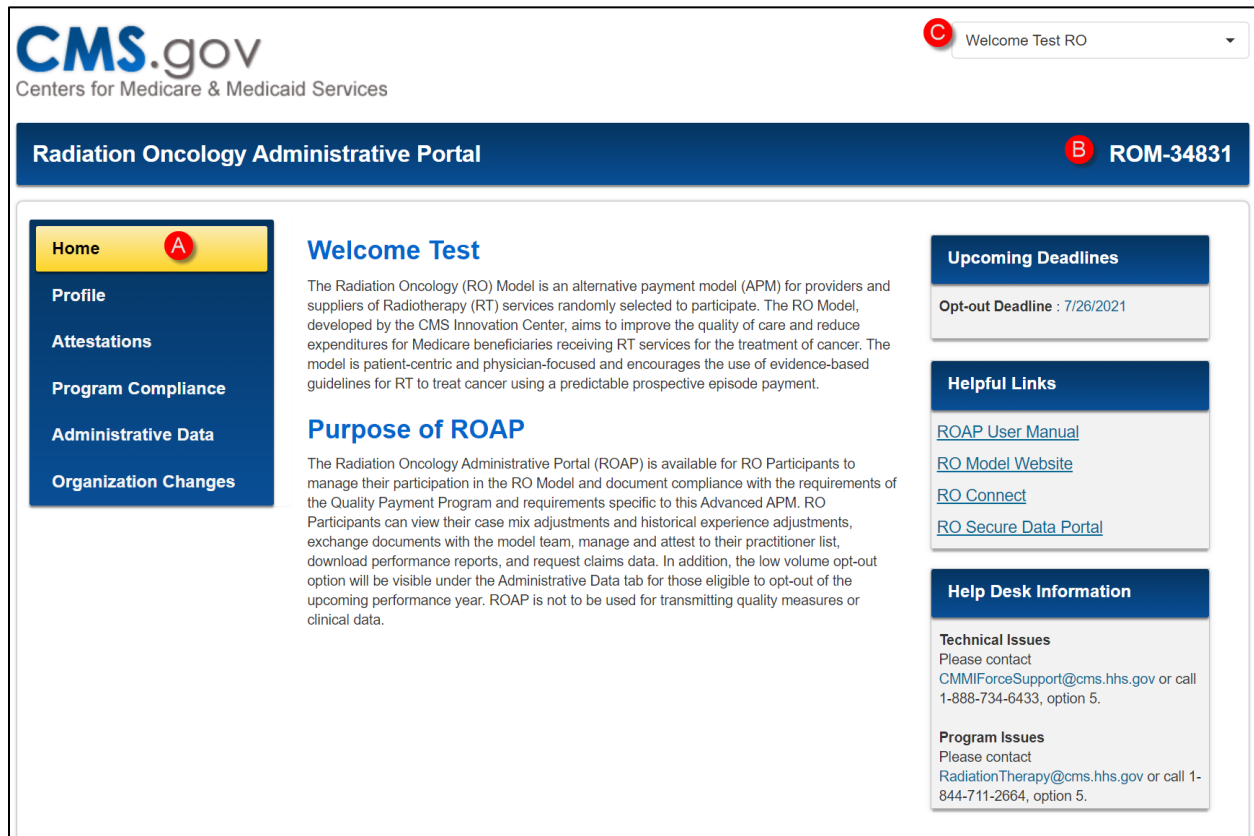 CMS.gov
Centers for Medicare & Medicaid Services
C
Welcome Test RO
Radiation Oncology Administrative Portal
B
ROM-34831
Home
A
Profile
Attestations
Program Compliance
Administrative Data
Organization Changes
Welcome Test
The Radiation Oncology (RO) Model is an alternative payment model (APM) for providers and
suppliers of Radiotherapy (RT) services randomly selected to participate. The RO Model,
developed by the CMS Innovation Center, aims to improve the quality of care and reduce
expenditures for Medicare beneficiaries receiving RT services for the treatment of cancer. The
model is patient-centric and physician-focused and encourages the use of evidence-based
guidelines for RT to treat cancer using a predictable prospective episode payment.
Purpose of ROAP
The Radiation Oncology Administrative Portal (ROAP) is available for RO Participants to
manage their participation in the RO Model and document compliance with the requirements of
the Quality Payment Program and requirements specific to this Advanced APM. RO
Participants can view their case mix adjustments and historical experience adjustments,
exchange documents with the model team, manage and attest to their practitioner list,
download performance reports, and request claims data. In addition, the low volume opt-out
option will be visible under the Administrative Data tab for those eligible to opt-out of the
upcoming performance year. ROAP is not to be used for transmitting quality measures or
clinical data.
Upcoming Deadlines
Opt-out Deadline : 7/26/2021
Helpful Links
ROAP User Manual
RO Model Website
RO Connect
RO Secure Data Portal
Help Desk Information
Technical Issues
Please contact
CMMIForceSupport@cms.hhs.gov or call
1-888-734-6433, option 5.
Program Issues
Please contact
RadiationTherapy@cms.hhs.gov or call 1-
844-711-2664, option 5.